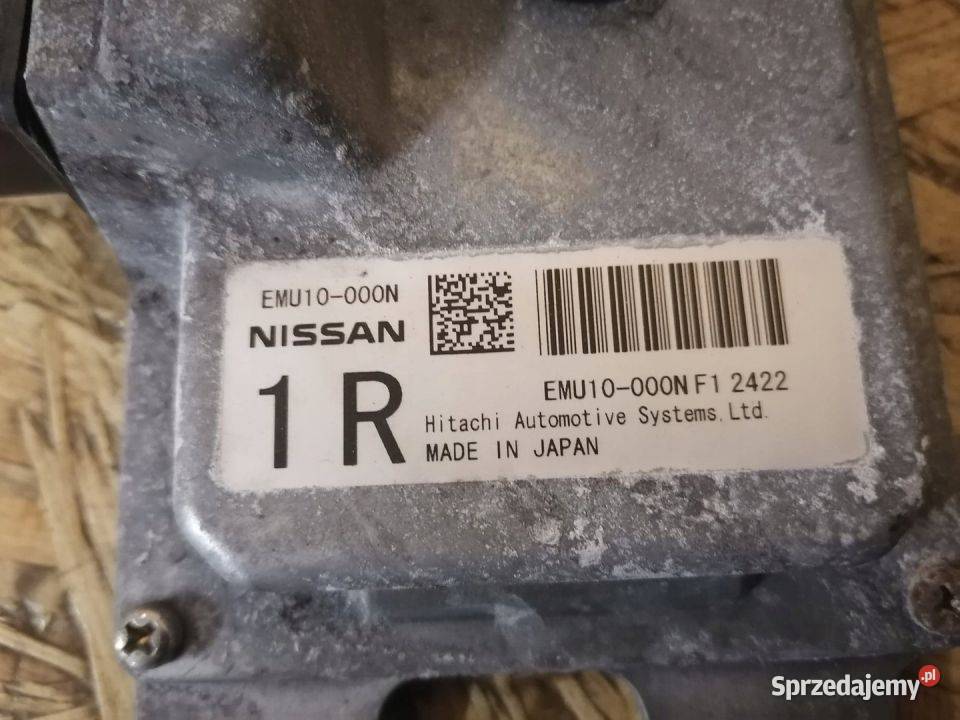 EMU10-000N
NISSAN
1R
EMU10-000N F1 2422
Hitachi Automotive Systems, Ltd.
MADE IN JAPAN
Sprzedajemy.pl